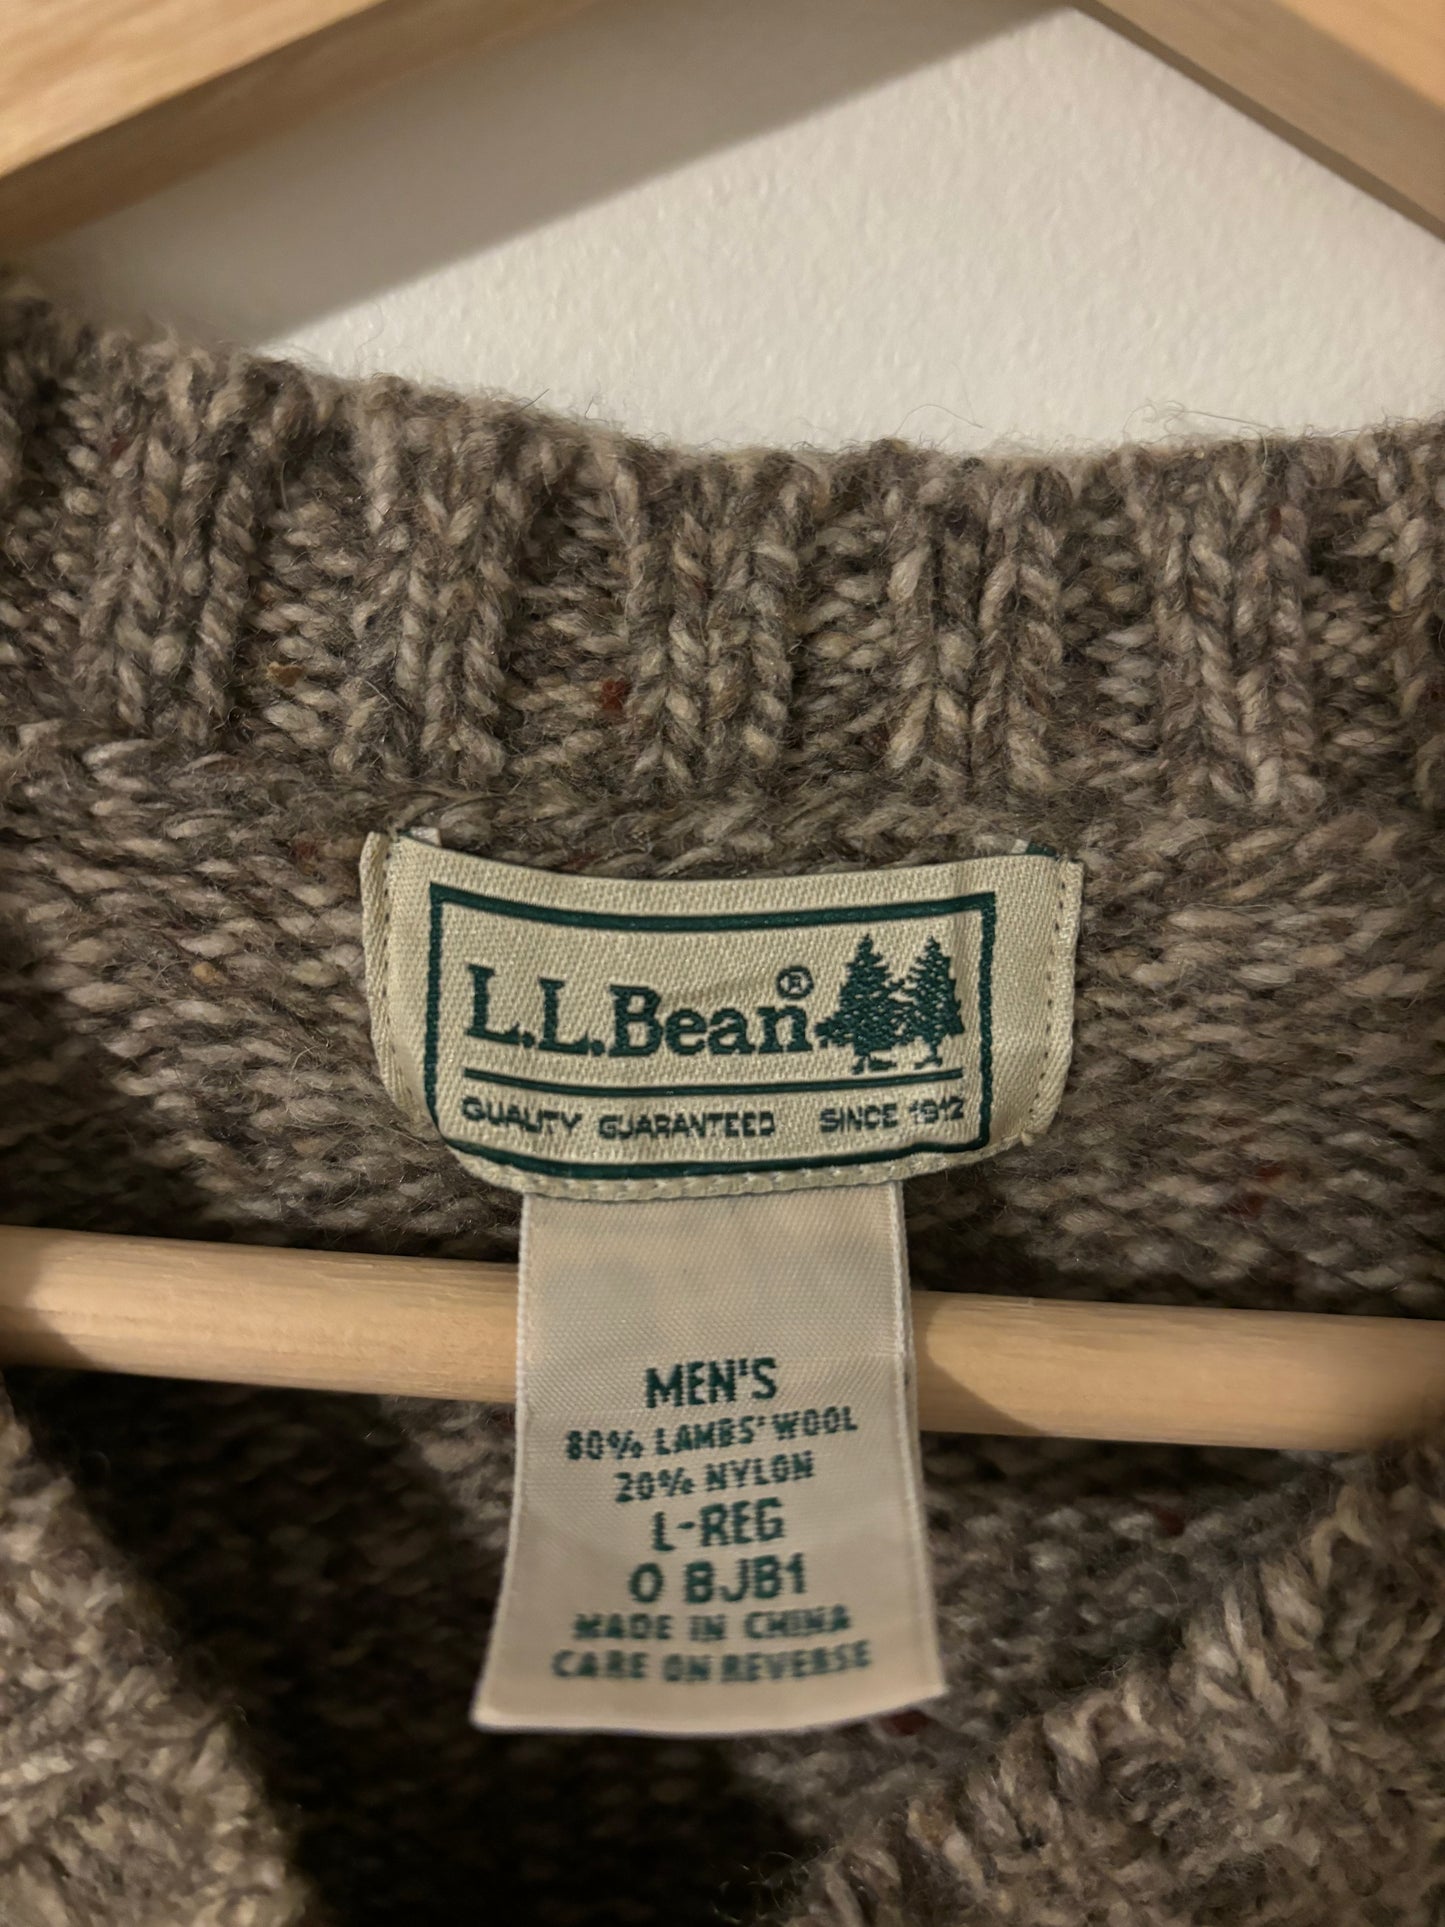 L.L.Bean®
QUALITY GUARANTEED SINCE 1912
MEN'S
80% LAMBS' WOOL
20% NYLON
L-REG
0 BJB1
MADE IN CHINA
CARE ON REVERSE